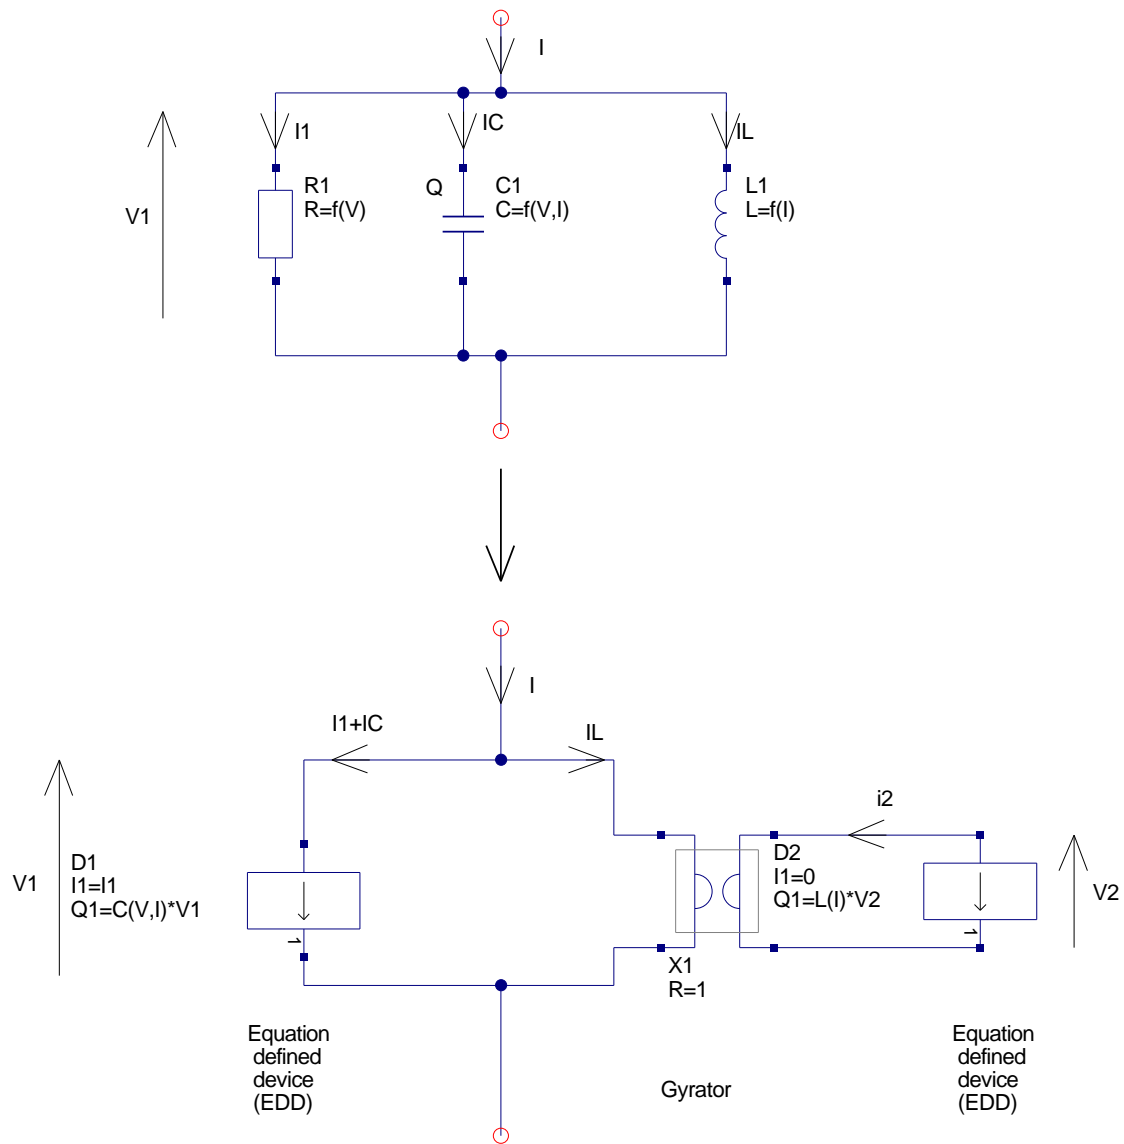 I
I1
IC
IL
V1
R1
R=f(V)
Q
C1
C=f(V,I)
L1
L=f(I)
I
I1+IC
IL
i2
V1
D1
I1=I1
Q1=C(V,I)*V1
1
D2
I1=0
Q1=L(I)*V2
1
V2
X1
R=1
Equation
defined
device
(EDD)
Gyrator
Equation
defined
device
(EDD)